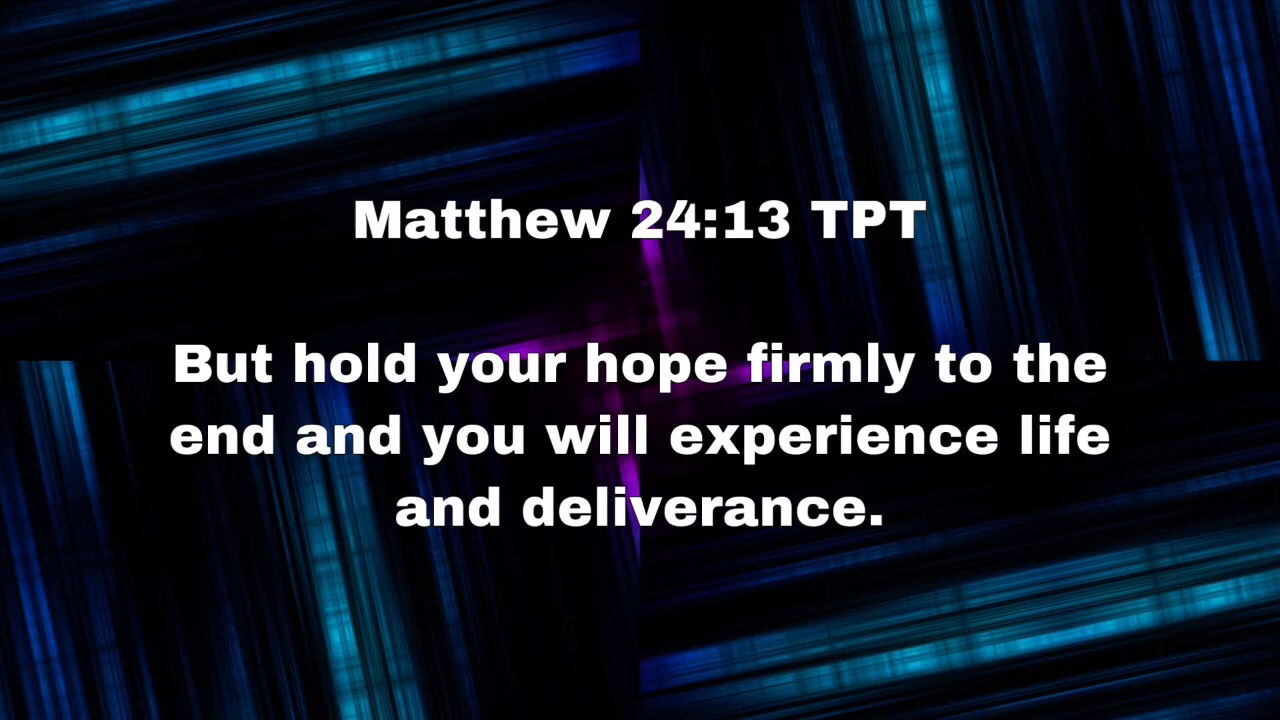 Matthew 24:13 TPT
But hold your hope firmly to the
end and you will experience life
and deliverance.